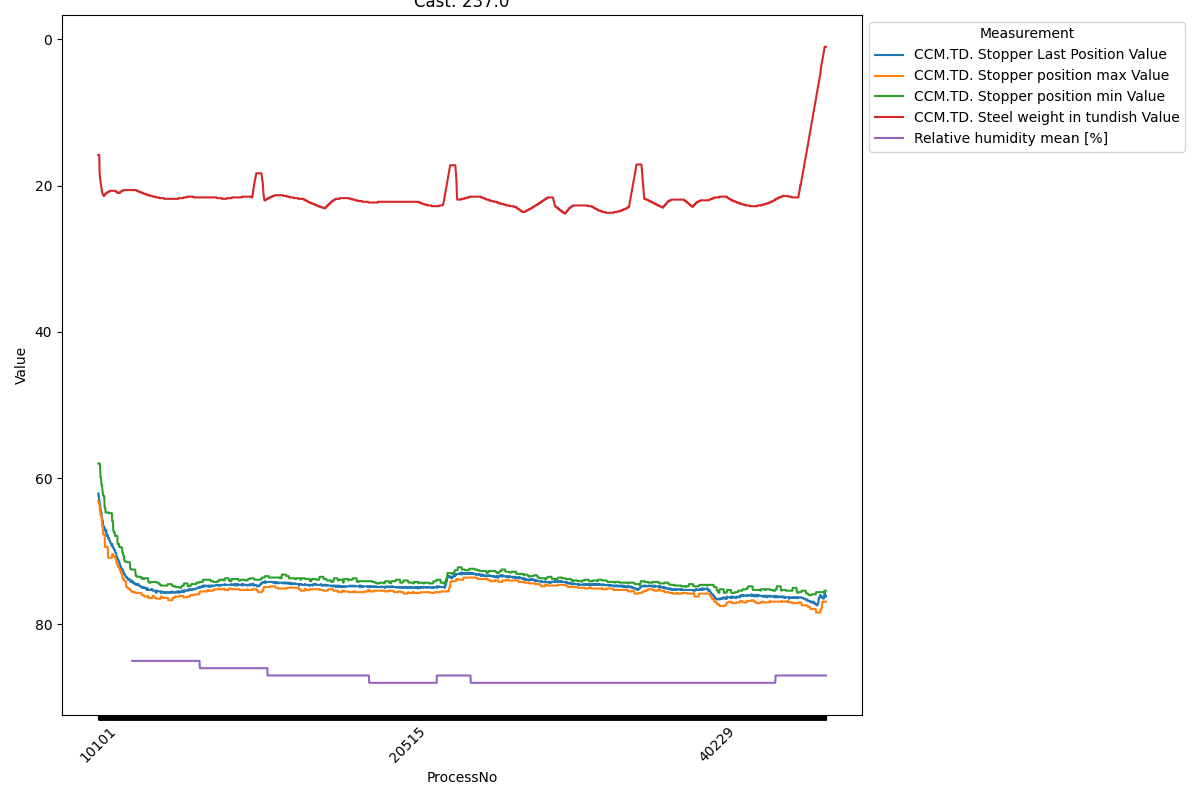 Cast: 237.0
Measurement
CCM.TD. Stopper Last Position Value
CCM.TD. Stopper position max Value
CCM.TD. Stopper position min Value
CCM.TD. Steel weight in tundish Value
Relative humidity mean [%]
0
20
40
60
80
Value
10101
20515
40229
ProcessNo